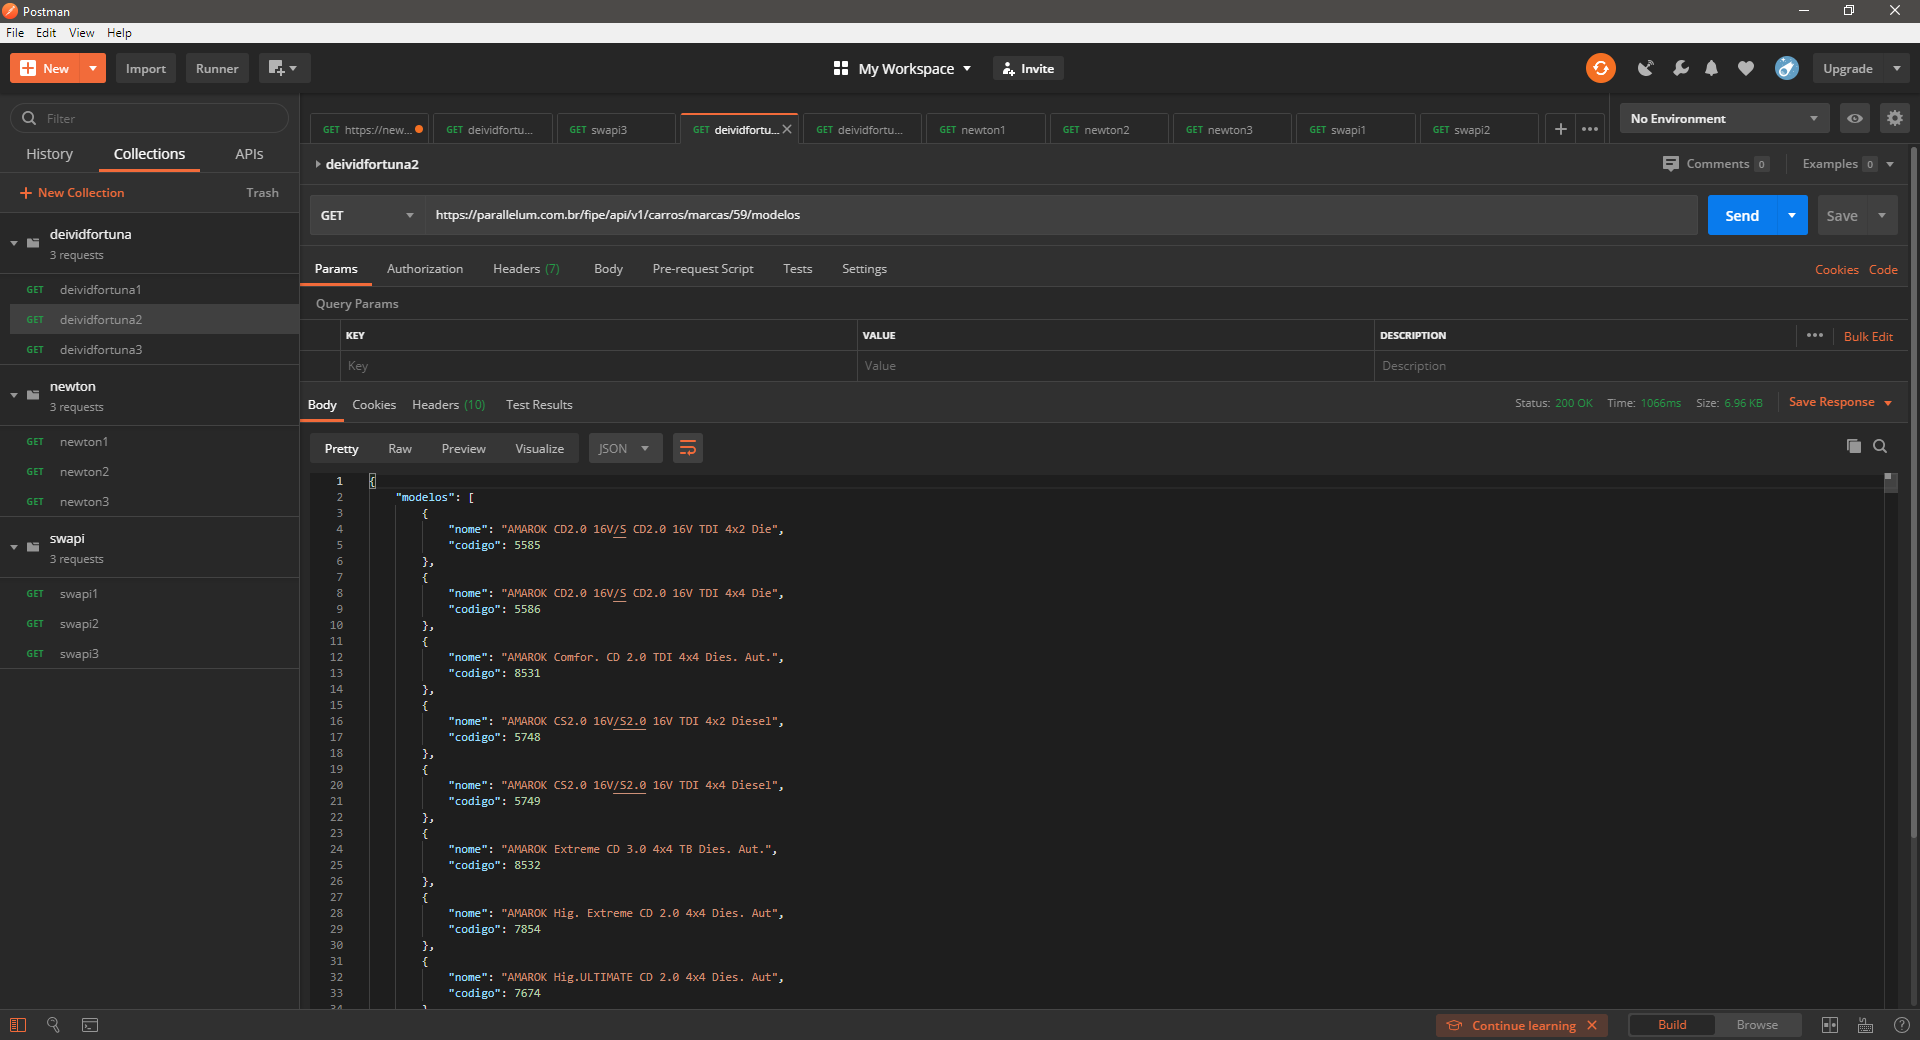 Postman
File Edit View Help
New Import Runner My Workspace Invite Upgrade
Filter
History Collections APIs
New Collection Trash
deividfortuna
3 requests
GET deividfortuna1
GET deividfortuna2
GET deividfortuna3
newton
3 requests
GET newton1
GET newton2
GET newton3
swapi
3 requests
GET swapi1
GET swapi2
GET swapi3
GET https://new... GET deividfortu... GET swapi3 GET deividfortu... GET deividfortu... GET newton1 GET newton2 GET newton3 GET swapi1 GET swapi2 No Environment
deividfortuna2 Comments 0 Examples 0
GET https://parallelum.com.br/fipe/api/v1/carros/marcas/59/modelos Send Save
Params Authorization Headers (7) Body Pre-request Script Tests Settings Cookies Code
Query Params
KEY VALUE DESCRIPTION Bulk Edit
Key Value Description
Body Cookies Headers (10) Test Results Status: 200 OK Time: 1066ms Size: 6.96 KB Save Response
Pretty Raw Preview Visualize JSON
1 {
2 "modelos": [
3 {
4 "nome": "AMAROK CD2.0 16V/S CD2.0 16V TDI 4x2 Die",
5 "codigo": 5585
6 },
7 {
8 "nome": "AMAROK CD2.0 16V/S CD2.0 16V TDI 4x4 Die",
9 "codigo": 5586
10 },
11 {
12 "nome": "AMAROK Comfor. CD 2.0 TDI 4x4 Dies. Aut.",
13 "codigo": 8531
14 },
15 {
16 "nome": "AMAROK CS2.0 16V/S2.0 16V TDI 4x2 Diesel",
17 "codigo": 5748
18 },
19 {
20 "nome": "AMAROK CS2.0 16V/S2.0 16V TDI 4x4 Diesel",
21 "codigo": 5749
22 },
23 {
24 "nome": "AMAROK Extreme CD 3.0 4x4 TB Dies. Aut.",
25 "codigo": 8532
26 },
27 {
28 "nome": "AMAROK Hig. Extreme CD 2.0 4x4 Dies. Aut",
29 "codigo": 7854
30 },
31 {
32 "nome": "AMAROK Hig.ULTIMATE CD 2.0 4x4 Dies. Aut",
33 "codigo": 7674
Continue learning Build Browse